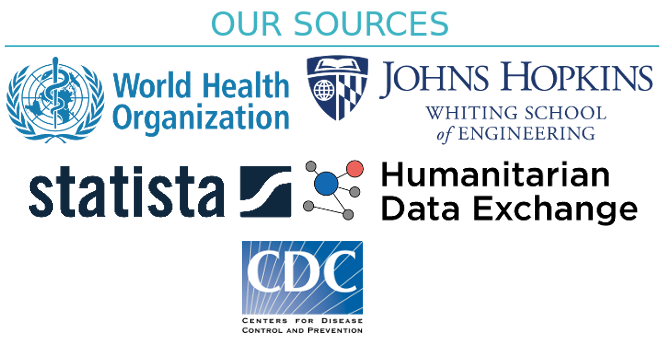 OUR SOURCES
World Health
Organization
JOHNS HOPKINS
WHITING SCHOOL
of ENGINEERING
statista
Humanitarian
Data Exchange
CDC
CENTERS FOR DISEASE
CONTROL AND PREVENTION